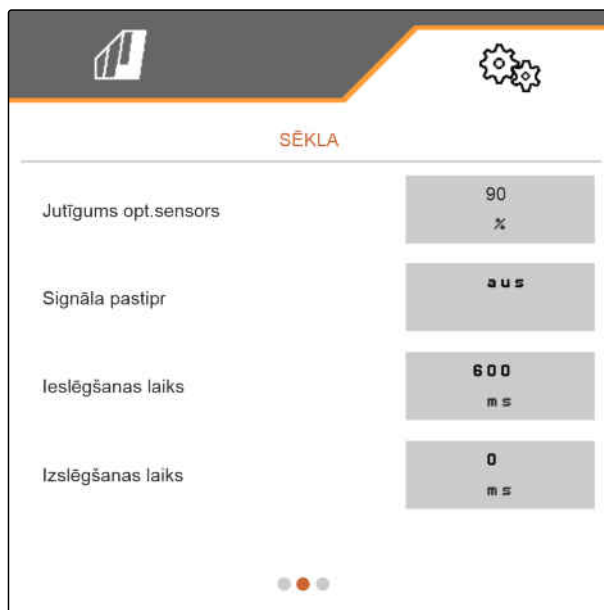 SĒKLA
Jutīgums opt.sensors
90
%
Signāla pastipr
aus
Ieslēgšanas laiks
600
ms
Izslēgšanas laiks
0
ms